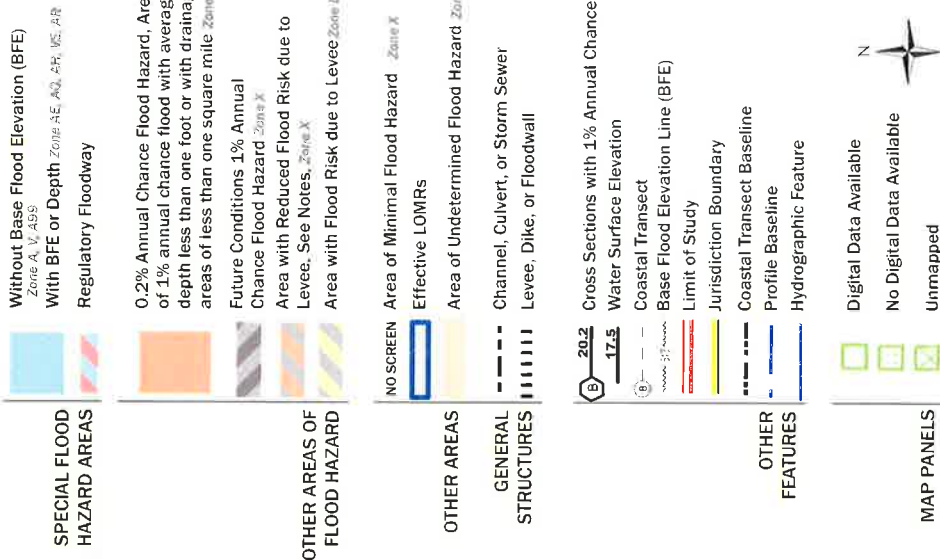 SPECIAL FLOOD
HAZARD AREAS
Without Base Flood Elevation (BFE)
Zone A, V, A99
With BFE or Depth Zone AE, AO, AH, VE, AR
Regulatory Floodway
OTHER AREAS OF
FLOOD HAZARD
0.2% Annual Chance Flood Hazard, Are
of 1% annual chance flood with averag
depth less than one foot or with draina
areas of less than one square mile Zone
Future Conditions 1% Annual
Chance Flood Hazard Zone X
Area with Reduced Flood Risk due to
Levee, See Notes, Zone X
Area with Flood Risk due to Levee Zone
OTHER AREAS
NO SCREEN Area of Minimal Flood Hazard Zone X
Effective LOMRs
Area of Undetermined Flood Hazard Zo
GENERAL
STRUCTURES
Channel, Culvert, or Storm Sewer
Levee, Dike, or Floodwall
OTHER
FEATURES
B 20.2 Cross Sections with 1% Annual Chance
17.5 Water Surface Elevation
8 Coastal Transect
Base Flood Elevation Line (BFE)
Limit of Study
Jurisdiction Boundary
Coastal Transect Baseline
Profile Baseline
Hydrographic Feature
MAP PANELS
Digital Data Available
No Digital Data Available
Unmapped
N